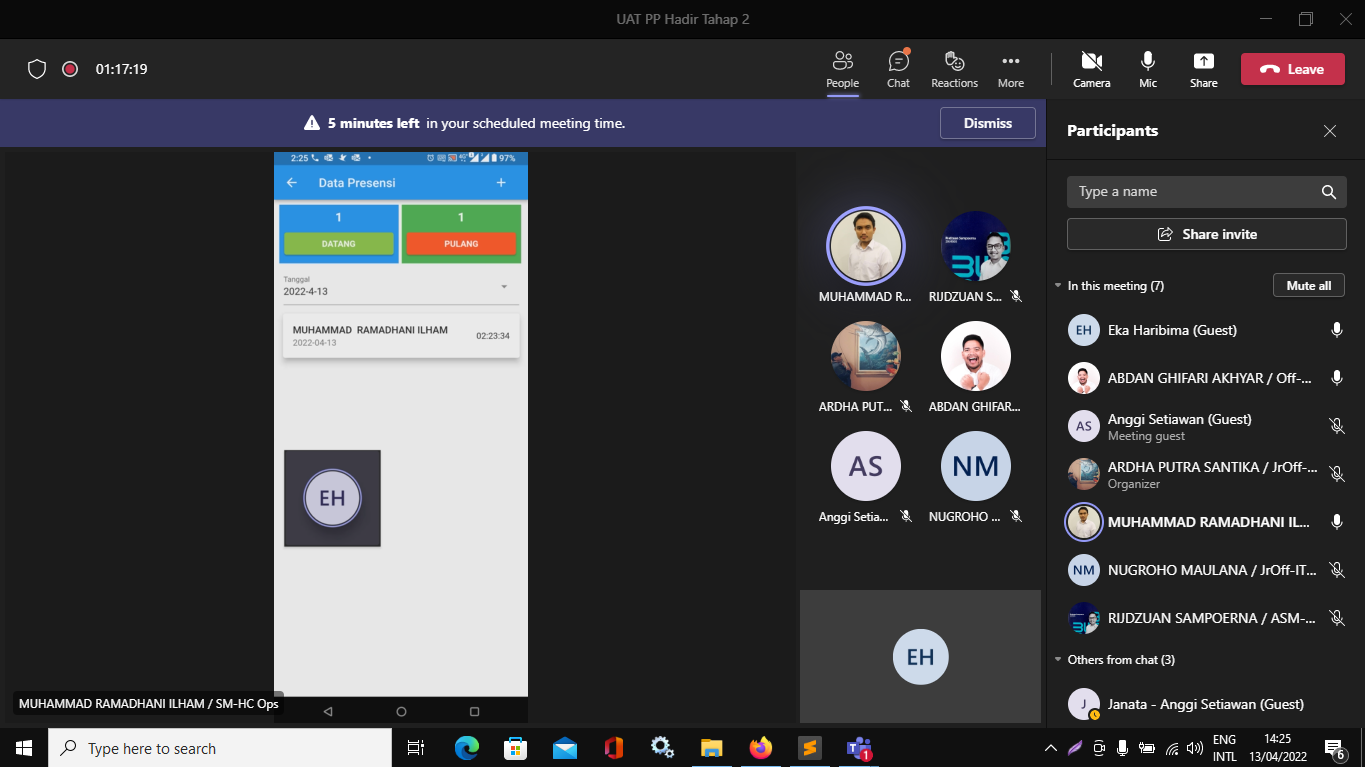 UAT PP Hadir Tahap 2
01:17:19
People
Chat
Reactions
More
Camera
Mic
Share
Leave
5 minutes left in your scheduled meeting time.
Dismiss
2:25
97%
Data Presensi
1
DATANG
1
PULANG
Tanggal
2022-4-13
MUHAMMAD RAMADHANI ILHAM
2022-04-13
02:23:34
EH
MUHAMMAD RAMADHANI ILHAM / SM-HC Ops
MUHAMMAD R...
RIJDZUAN S...
ARDHA PUT...
ABDAN GHIFAR...
AS
NM
Anggi Setia...
NUGROHO ...
EH
Participants
Type a name
Share invite
In this meeting (7)
Mute all
EH
Eka Haribima (Guest)
ABDAN GHIFARI AKHYAR / Off-...
AS
Anggi Setiawan (Guest)
Meeting guest
ARDHA PUTRA SANTIKA / JrOff-...
Organizer
MUHAMMAD RAMADHANI IL...
NM
NUGROHO MAULANA / JrOff-IT...
RIJDZUAN SAMPOERNA / ASM-...
Others from chat (3)
J
Janata - Anggi Setiawan (Guest)
Type here to search
1
ENG
INTL
14:25
13/04/2022
6